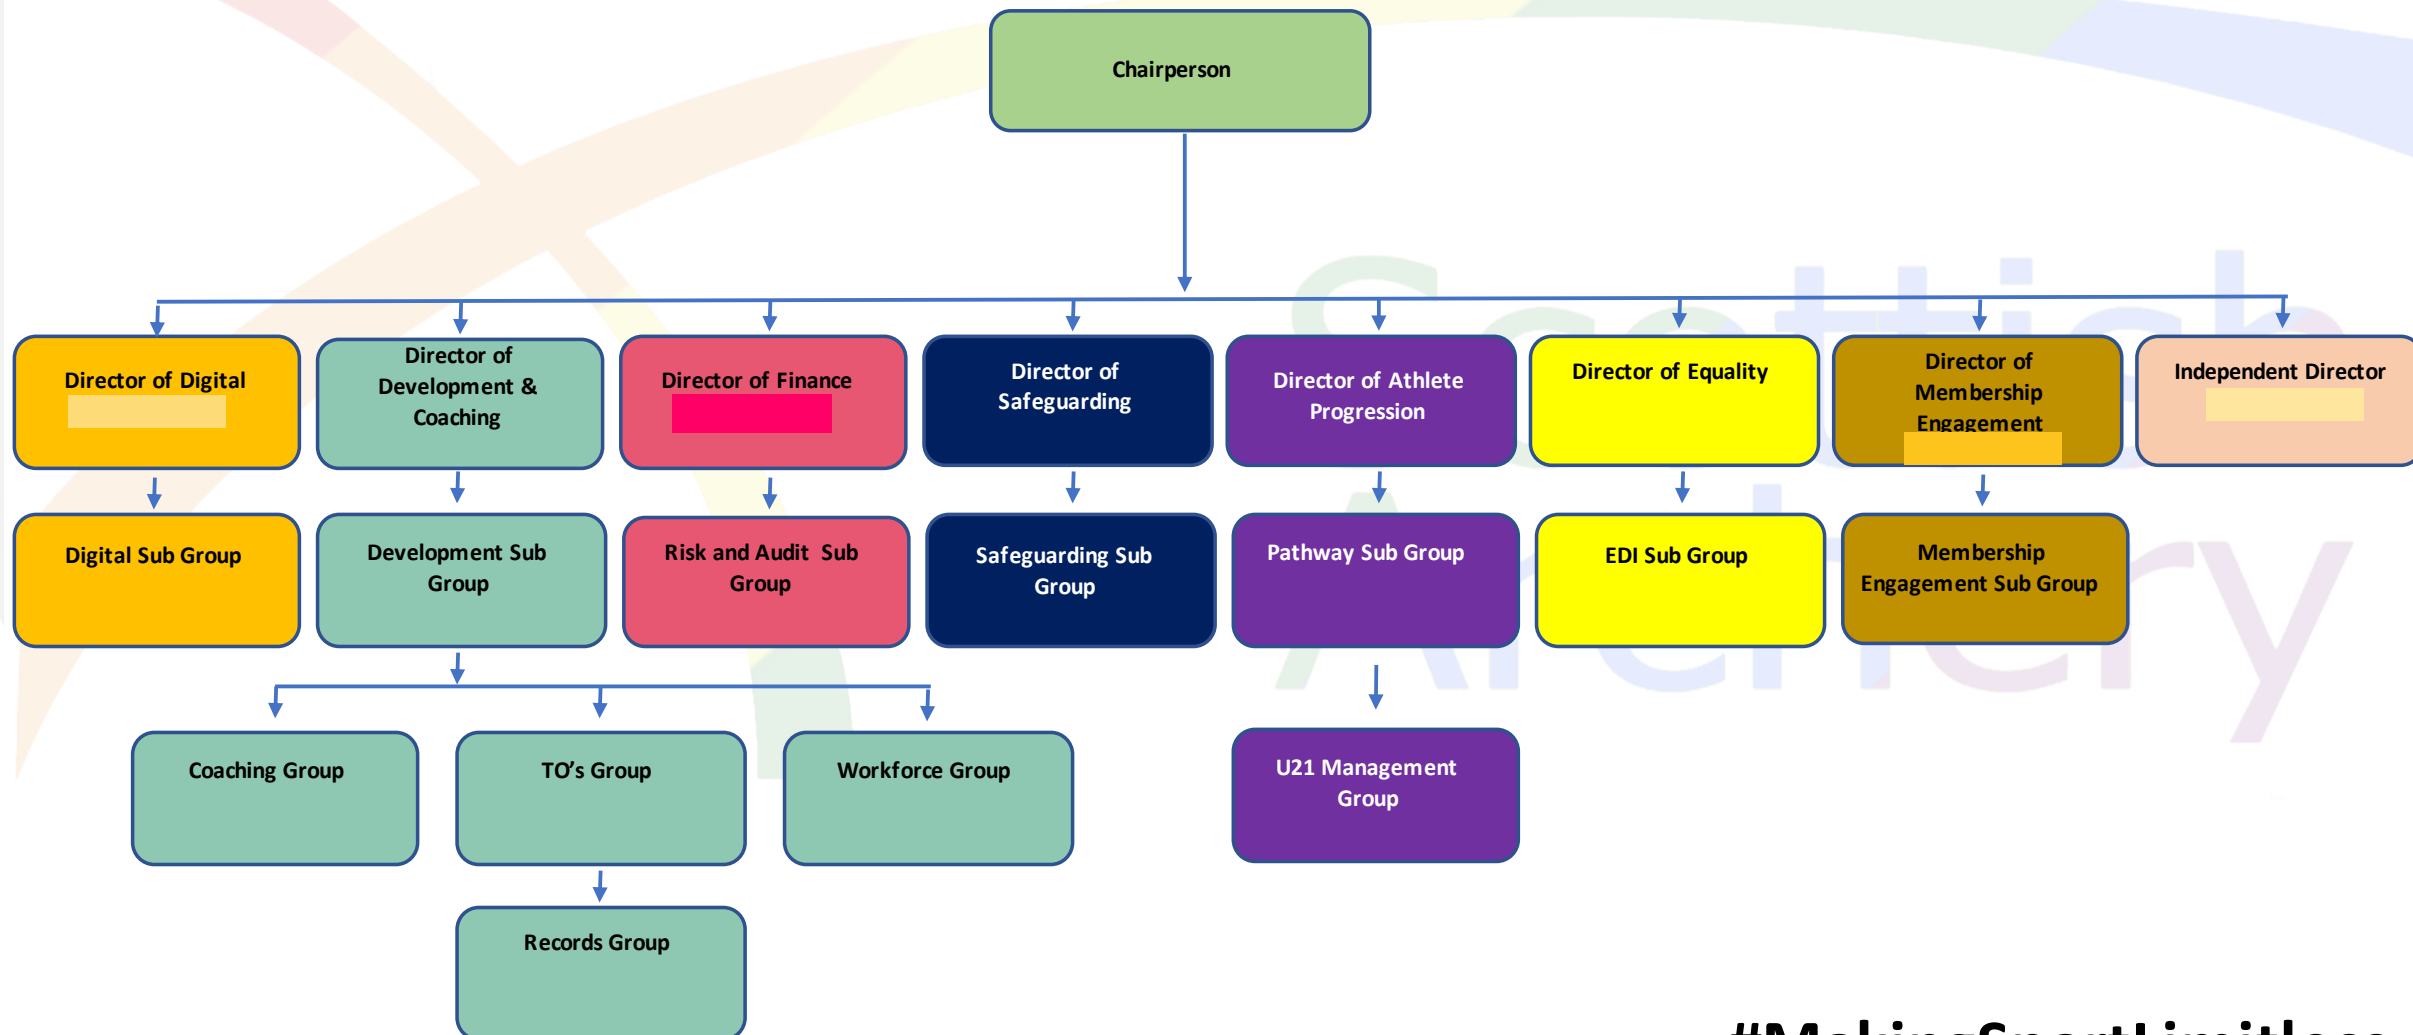 Chairperson
Director of Digital
Director of
Development &
Coaching
Director of Finance
Director of
Safeguarding
Director of Athlete
Progression
Director of Equality
Director of
Membership
Engagement
Independent Director
Digital Sub Group
Development Sub
Group
Risk and Audit Sub
Group
Safeguarding Sub
Group
Pathway Sub Group
EDI Sub Group
Membership
Engagement Sub Group
Coaching Group
TO's Group
Workforce Group
U21 Management
Group
Records Group
Scottish
Archery
#MakingSportLimitless